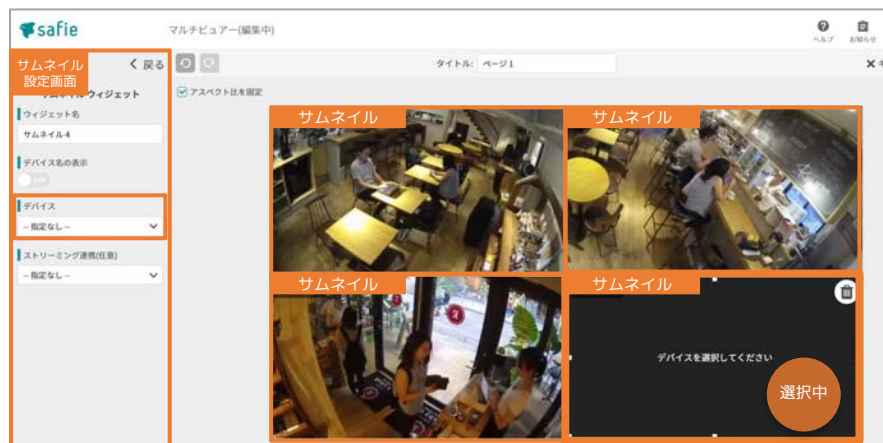 safie
マルチビュアー(編集中)
ヘルプ
お知らせ
サムネイル
設定画面
戻る
タイトル:
ページ1
サムネイルウィジェット
アスペクト比を固定
ウィジェット名
サムネイル4
デバイス名の表示
OFF
デバイス
-- 指定なし --
ストリーミング連携(任意)
-- 指定なし --
サムネイル
サムネイル
サムネイル
サムネイル
デバイスを選択してください
選択中